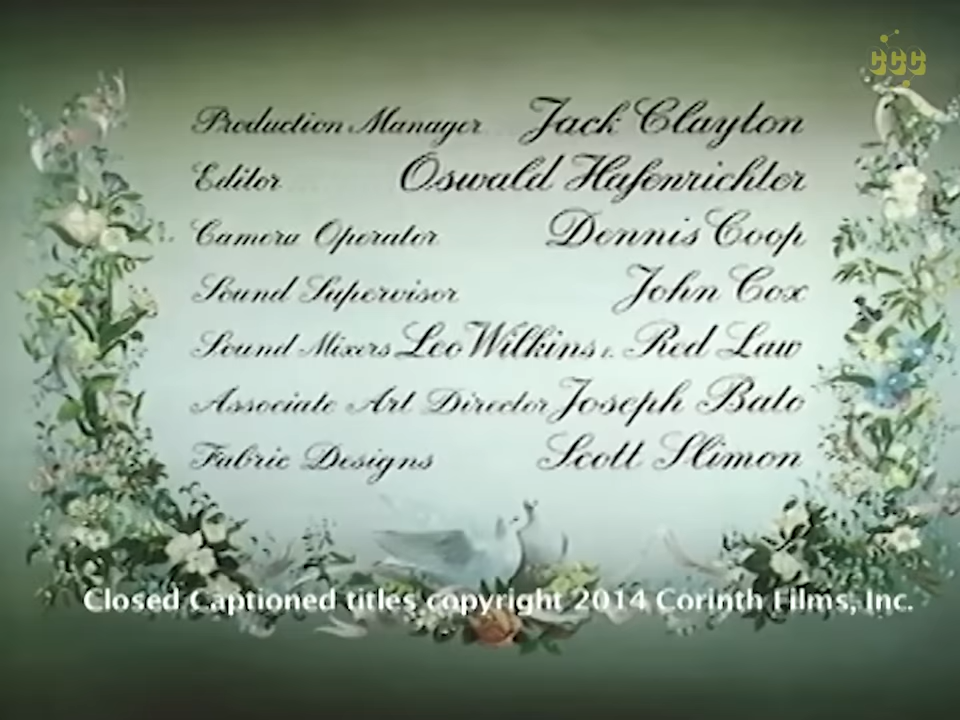 CCC
Production Manager Jack Clayton
Editor Oswald Hafenrichter
Camera Operator Dennis Coop
Sound Supervisor John Cox
Sound Mixers Leo Wilkins & Red Law
Associate Art Director Joseph Bato
Fabric Designs Scott Slimon
Closed Captioned titles copyright 2014 Corinth Films, Inc.